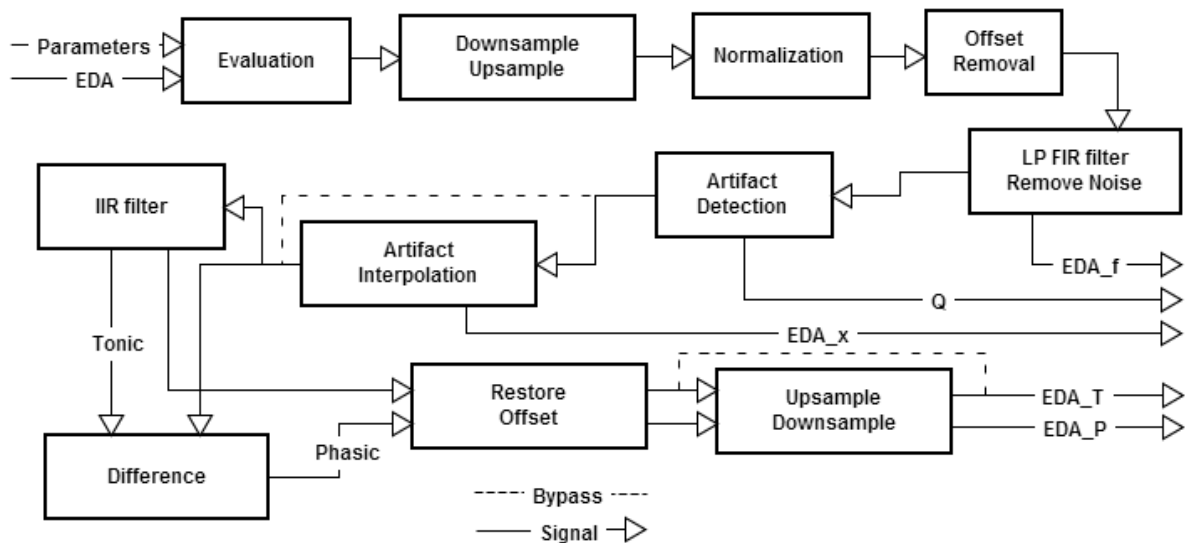 Parameters
EDA
Evaluation
Downsample
Upsample
Normalization
Offset
Removal
LP FIR filter
Remove Noise
Artifact
Detection
Artifact
Interpolation
IIR filter
EDA_f
Q
EDA_x
Tonic
Restore
Offset
Upsample
Downsample
EDA_T
EDA_P
Difference
Phasic
Bypass
Signal